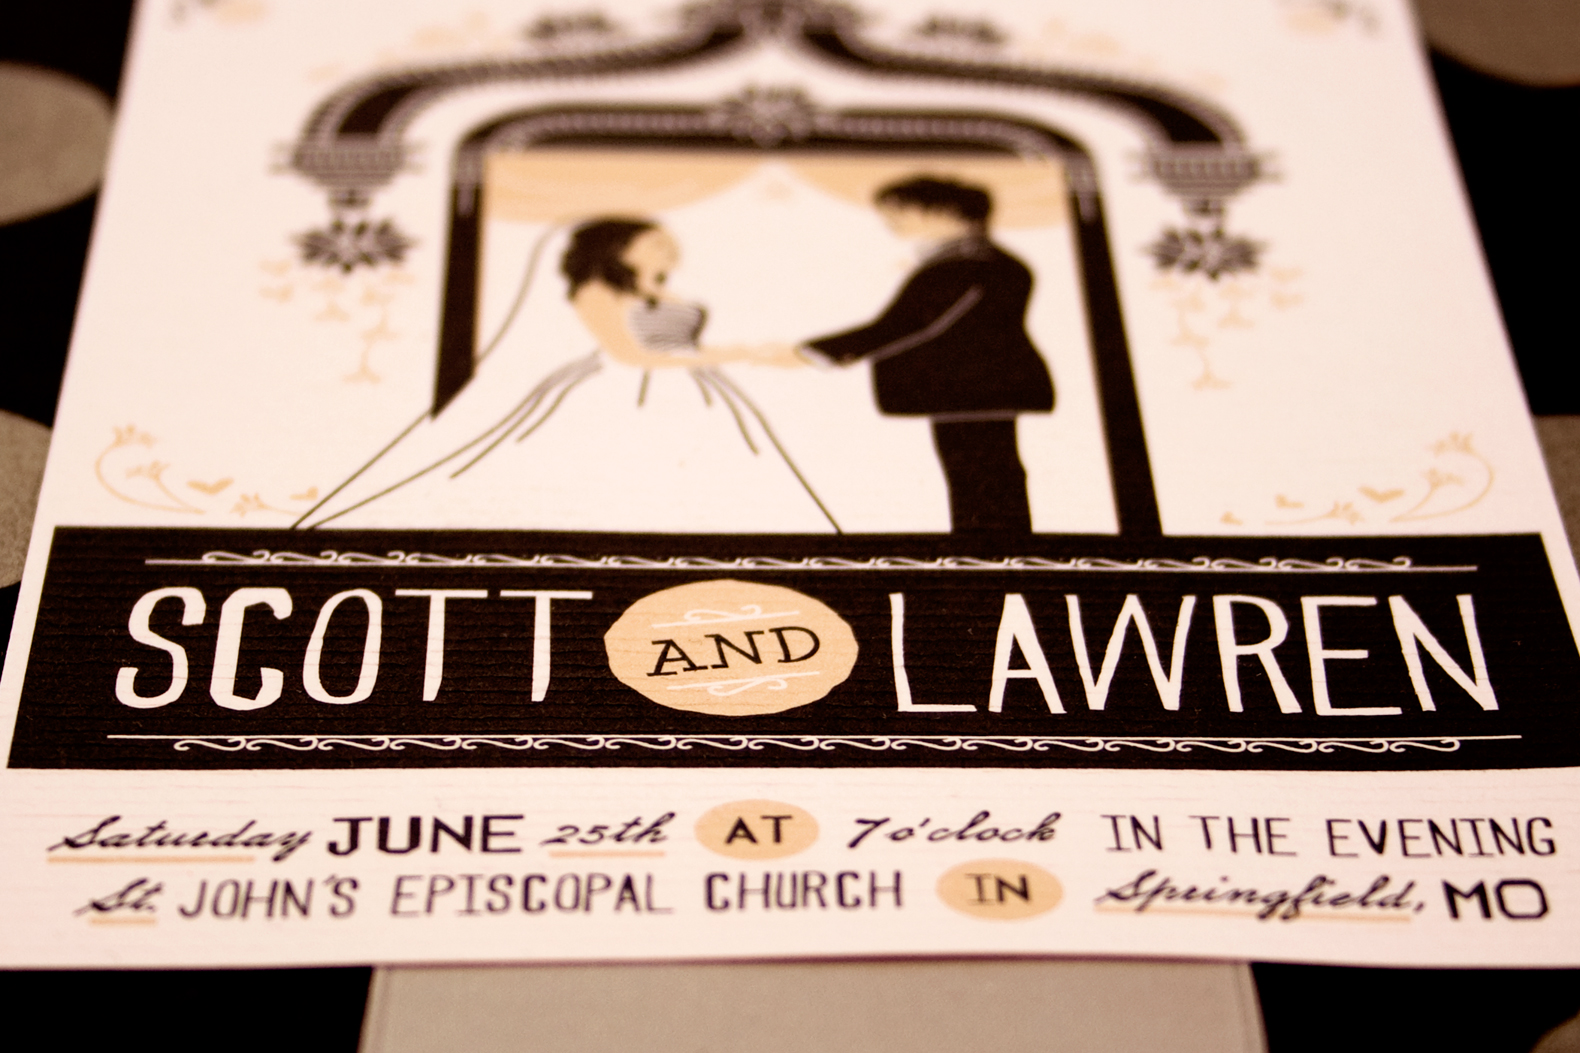 SCOTT AND LAWREN
Saturday JUNE 25th AT 7 o'clock IN THE EVENING
St. JOHN'S EPISCOPAL CHURCH IN Springfield, MO